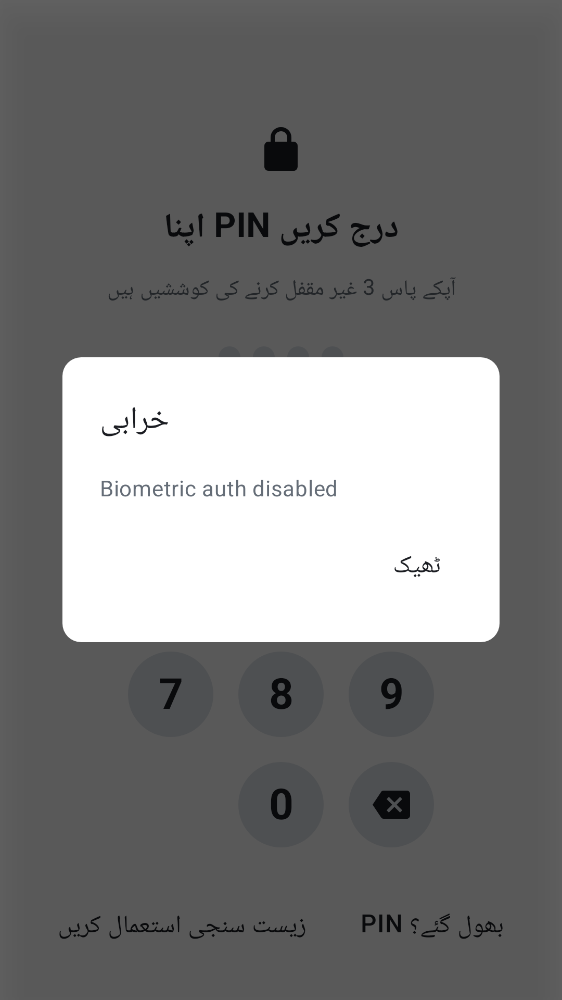 اپنا PIN درج کریں
آپکے پاس 3 غیر مقفل کرنے کی کوششیں ہیں
خرابی
Biometric auth disabled
ٹھیک
7 8 9
0
زیست سنجی استعمال کریں
PIN بھول گئے؟